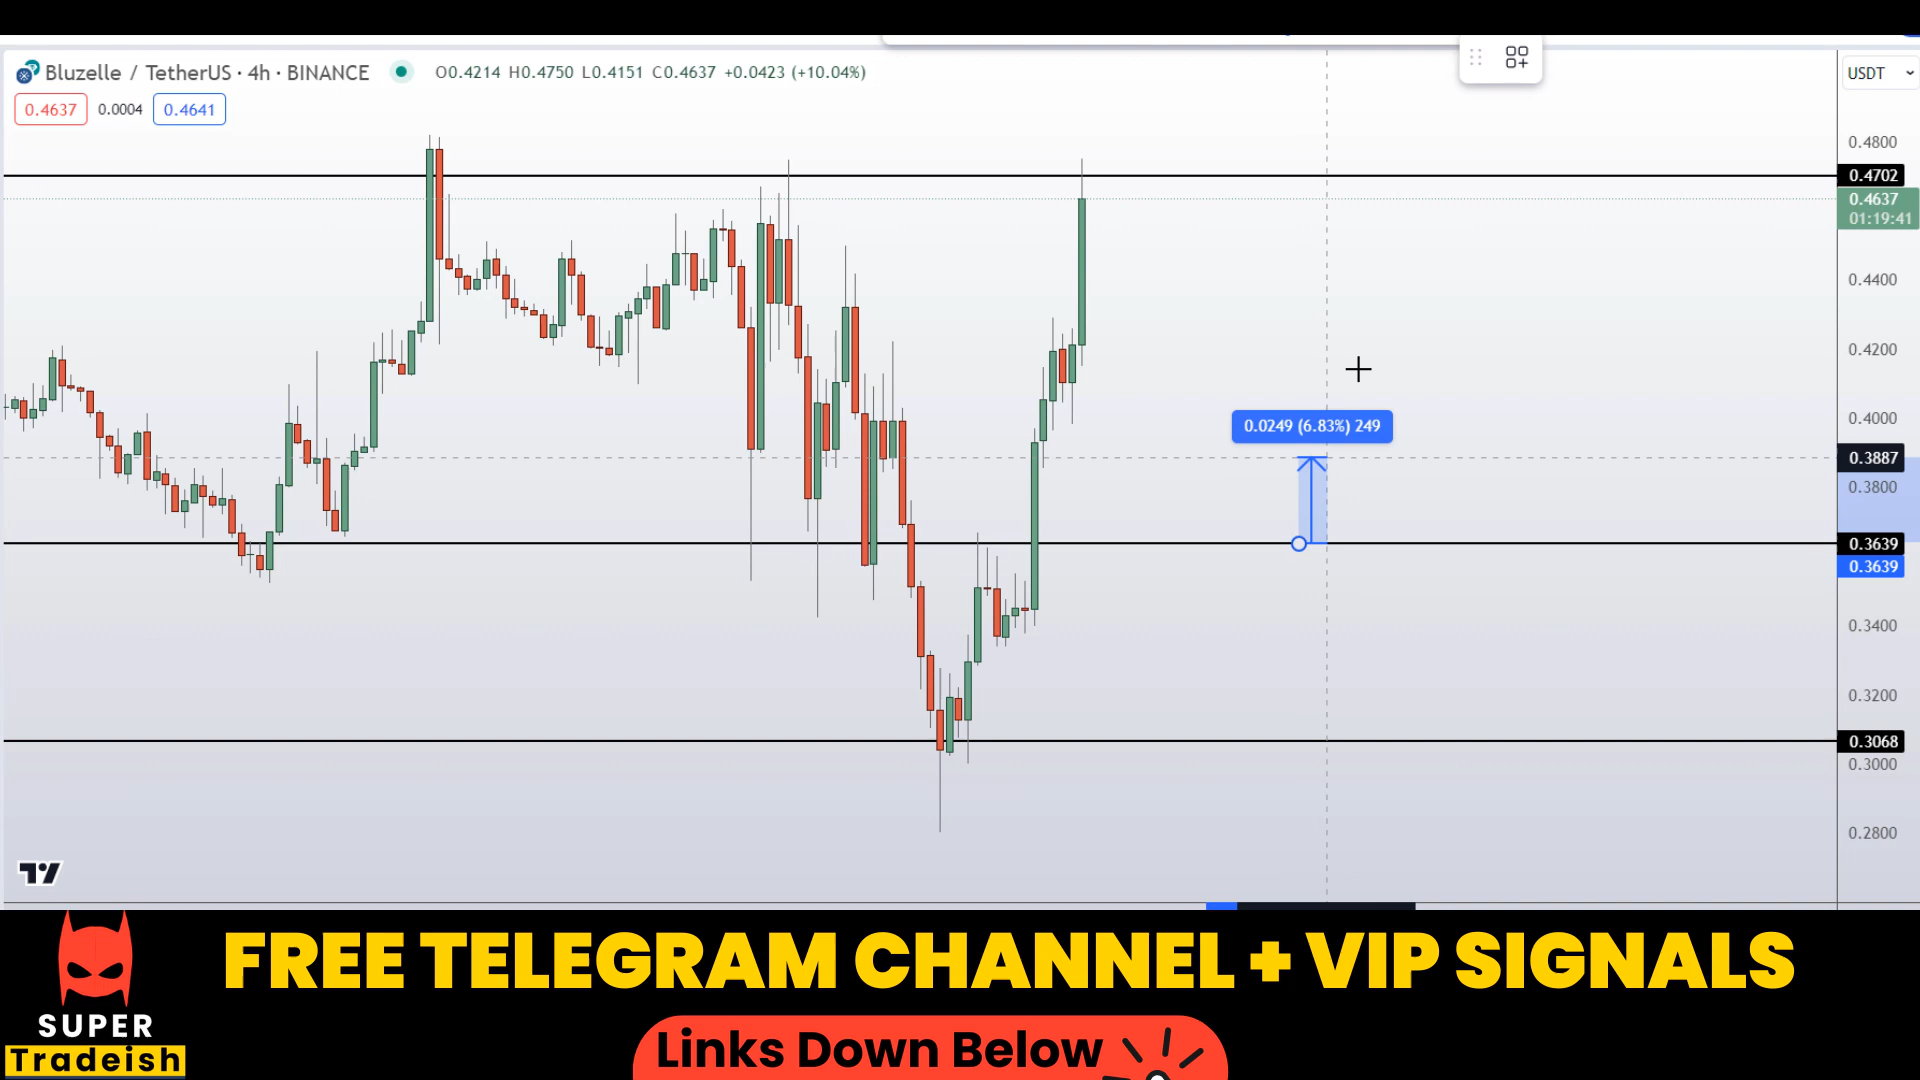 Bluzelle / TetherUS · 4h · BINANCE
O0.4214 H0.4750 L0.4151 C0.4637 +0.0423 (+10.04%)
USDT
0.4637
0.0004
0.4641
0.4800
0.4702
0.4637
01:19:41
0.4400
0.4200
0.4000
0.0249 (6.83%) 249
0.3887
0.3800
0.3639
0.3639
0.3400
0.3200
0.3068
0.3000
0.2800
FREE TELEGRAM CHANNEL + VIP SIGNALS
SUPER
Tradeish
Links Down Below